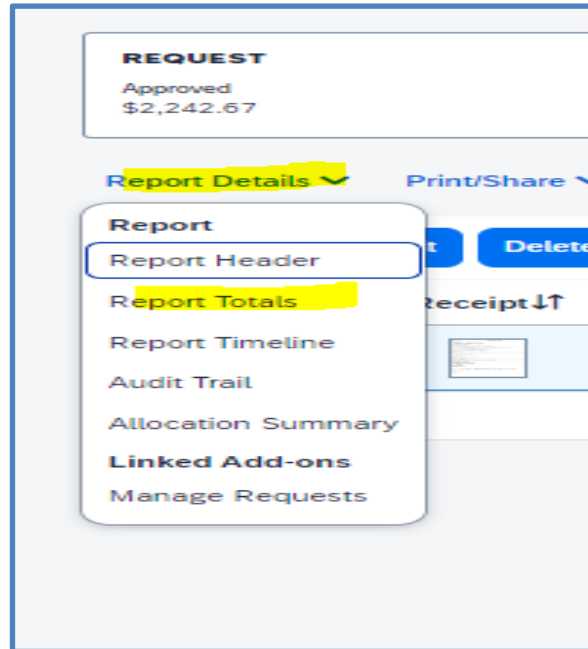 REQUEST
Approved
$2,242.67
Report Details Print/Share
Report
Report Header
Delete
Report Totals
Receipt↓↑
Report Timeline
Audit Trail
Allocation Summary
Linked Add-ons
Manage Requests